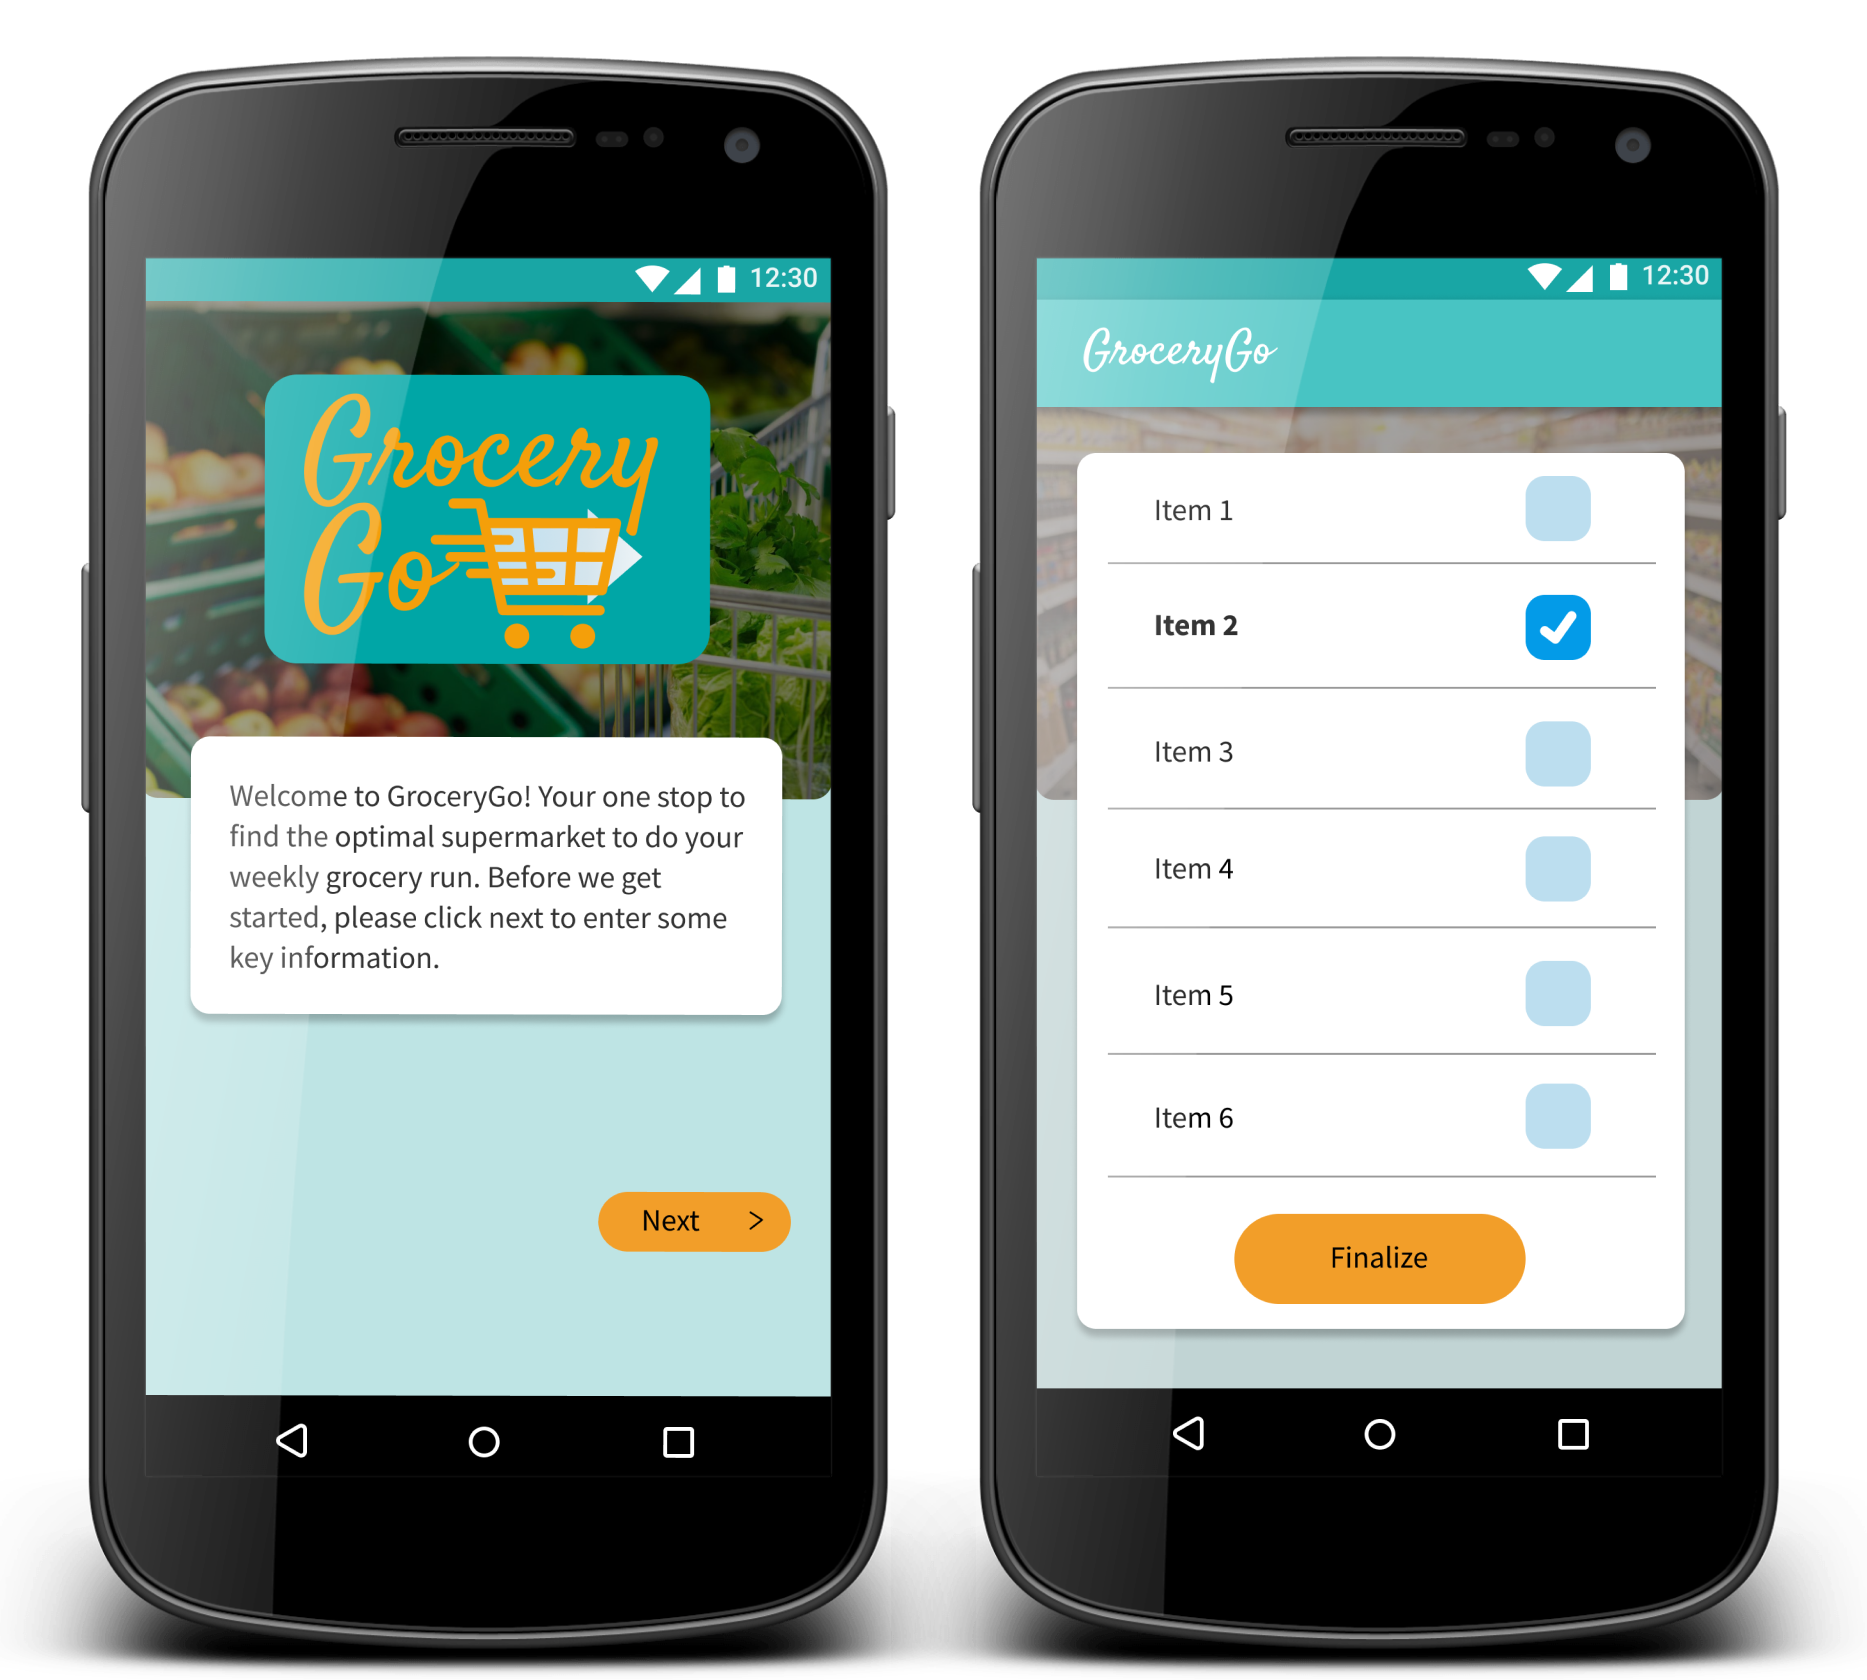 12:30
Grocery
Go
Welcome to GroceryGo! Your one stop to
find the optimal supermarket to do your
weekly grocery run. Before we get
started, please click next to enter some
key information.
Next >
12:30
GroceryGo
Item 1
Item 2
Item 3
Item 4
Item 5
Item 6
Finalize